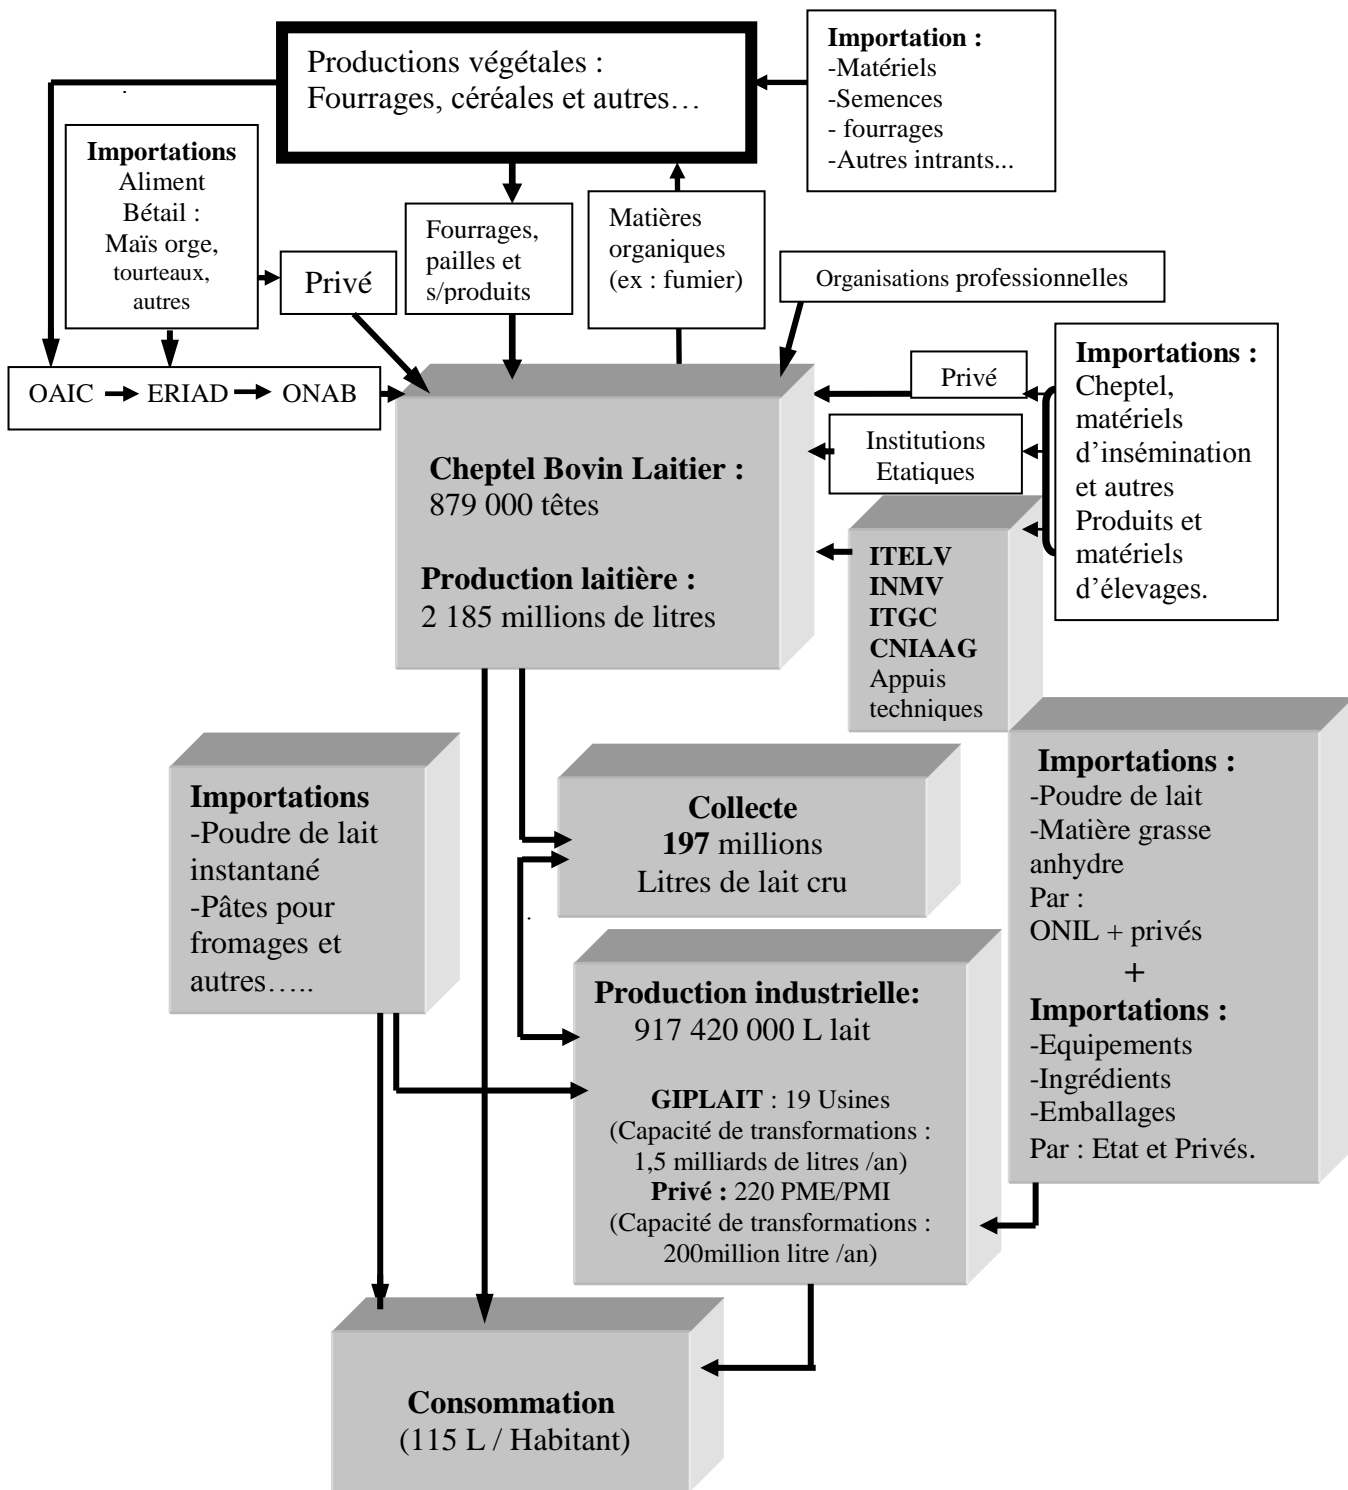 Productions végétales :
Fourrages, céréales et autres…
Importation :
-Matériels
-Semences
- fourrages
-Autres intrants...
Importations
Aliment
Bétail :
Maïs orge,
tourteaux,
autres
Privé
Fourrages,
pailles et
s/produits
Matières
organiques
(ex : fumier)
Organisations professionnelles
OAIC
ERIAD
ONAB
Privé
Institutions
Etatiques
Importations :
Cheptel,
matériels
d’insémination
et autres
Produits et
matériels
d’élevages.
Cheptel Bovin Laitier :
879 000 têtes
Production laitière :
2 185 millions de litres
ITELV
INMV
ITGC
CNIAAG
Appuis
techniques
Importations
-Poudre de lait
instantané
-Pâtes pour
fromages et
autres…..
Collecte
197 millions
Litres de lait cru
Importations :
-Poudre de lait
-Matière grasse
anhydre
Par :
ONIL + privés
+
Importations :
-Equipements
-Ingrédients
-Emballages
Par : Etat et Privés.
Production industrielle:
917 420 000 L lait
GIPLAIT : 19 Usines
(Capacité de transformations :
1,5 milliards de litres /an)
Privé : 220 PME/PMI
(Capacité de transformations :
200million litre /an)
Consommation
(115 L / Habitant)